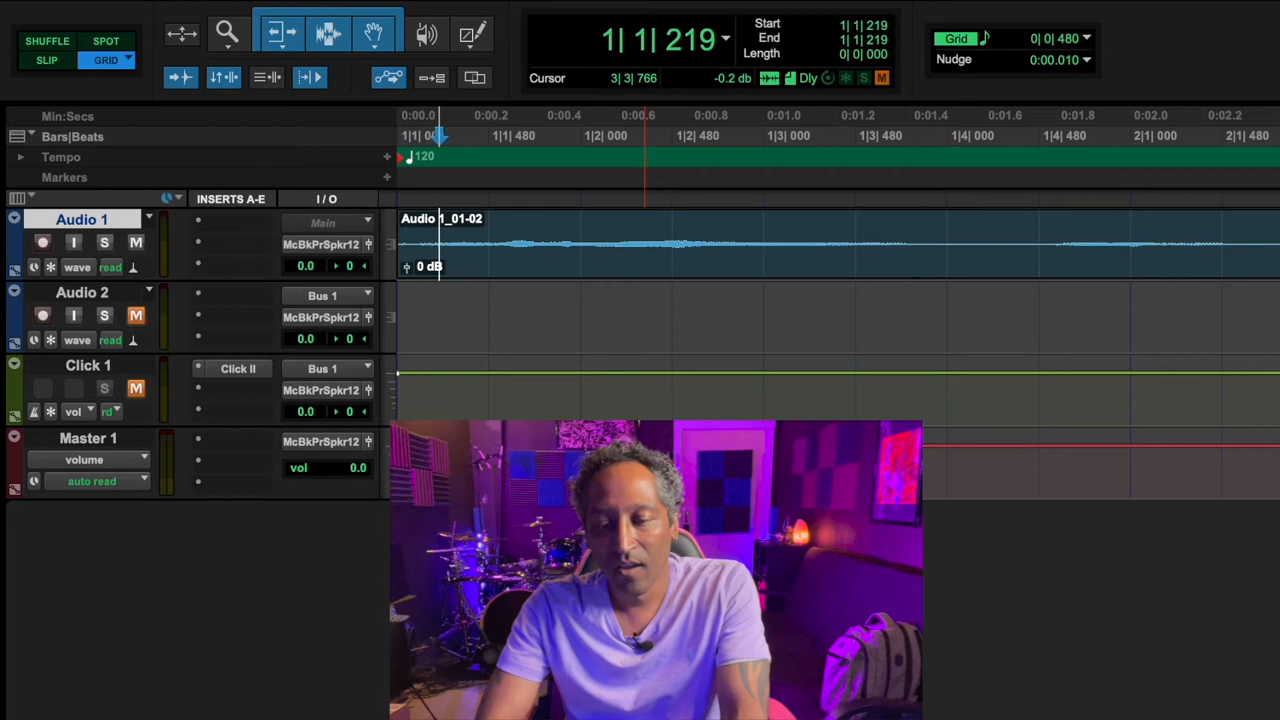 SHUFFLE SPOT
SLIP GRID
1| 1| 219
Start 1| 1| 219
End 1| 1| 219
Length 0| 0| 000
Cursor 3| 3| 766 -0.2 db Dly S M
Grid 0| 0| 480
Nudge 0:00.010
Min:Secs 0:00.0 0:00.2 0:00.4 0:00.6 0:00.8 0:01.0 0:01.2 0:01.4 0:01.6 0:01.8 0:02.0 0:02.2
Bars|Beats 1|1| 1|1| 480 1|2| 000 1|2| 480 1|3| 000 1|3| 480 1|4| 000 1|4| 480 2|1| 000 2|1| 480
Tempo + 120
Markers +
INSERTS A-E I / O
Audio 1 Main Audio 1_01-02
I S M McBkPrSpkr12
wave read 0.0 0 0 dB
Audio 2 Bus 1
I S M McBkPrSpkr12
wave read 0.0 0
Click 1 Click II Bus 1
S M McBkPrSpkr12
vol rd 0.0 0
Master 1 McBkPrSpkr12
volume vol 0.0
auto read